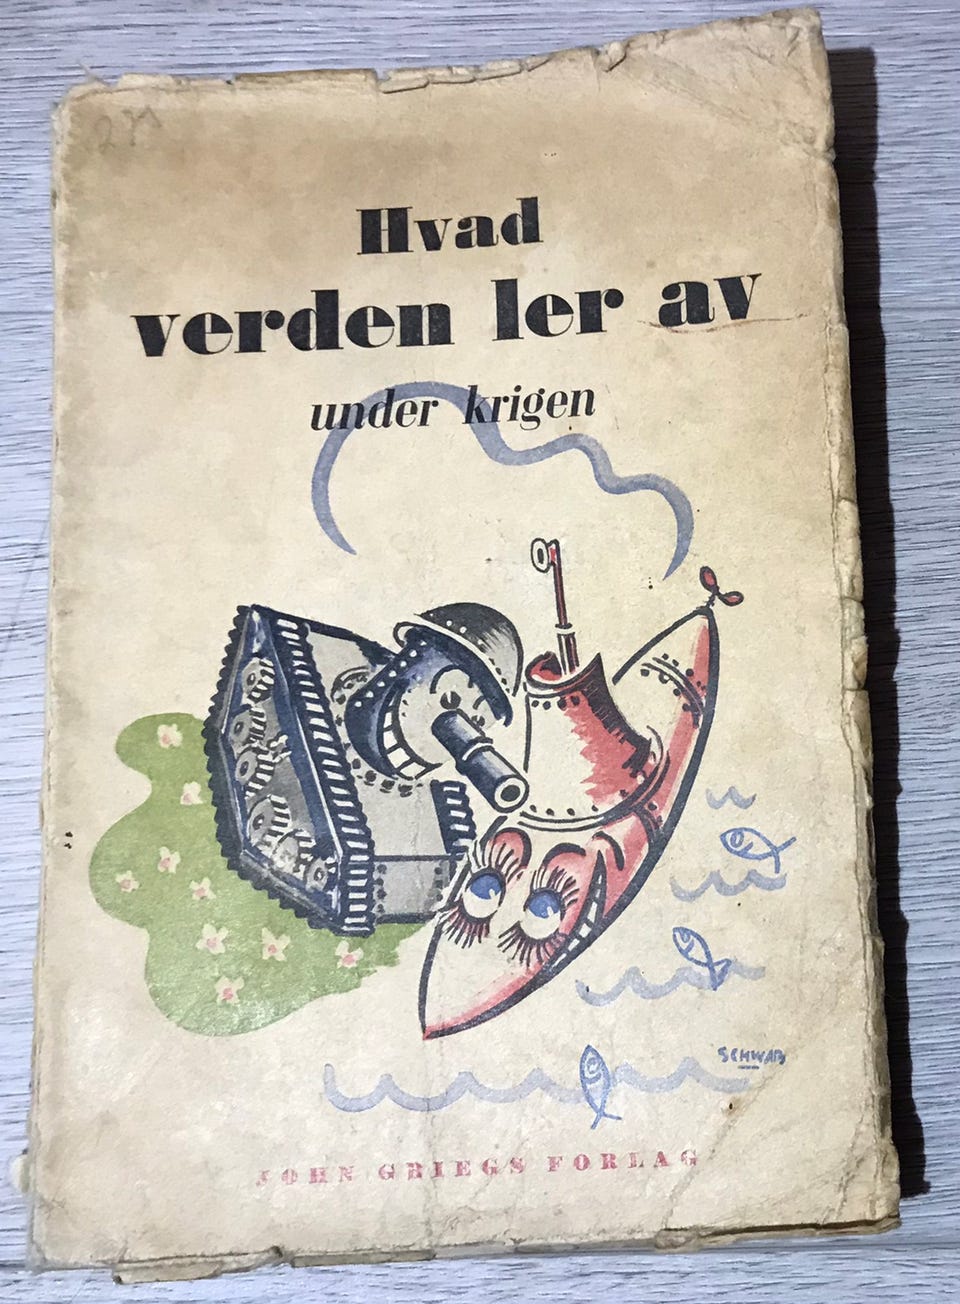 Hvad
verden ler av
under krigen
SCHWAB
JOHN GRIEGS FORLAG